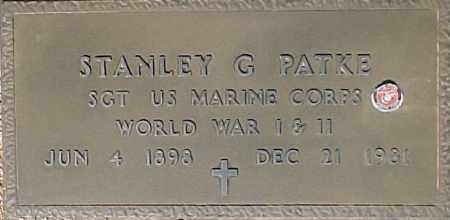 STANLEY G PATKE
SGT US MARINE CORPS
WORLD WAR I & II
JUN 4 1898 DEC 21 1981